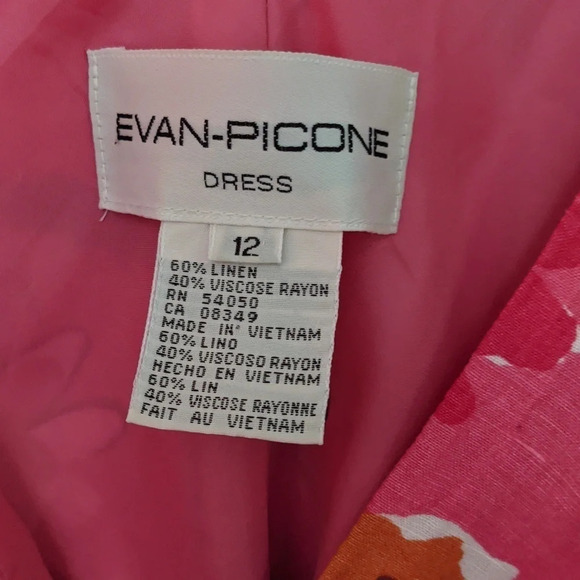 EVAN-PICONE
DRESS
12
60% LINEN
40% VISCOSE RAYON
RN 54050
CA 08349
MADE IN VIETNAM
60% LINO
40% VISCOSO RAYON
HECHO EN VIETNAM
60% LIN
40% VISCOSE RAYONNE
FAIT AU VIETNAM